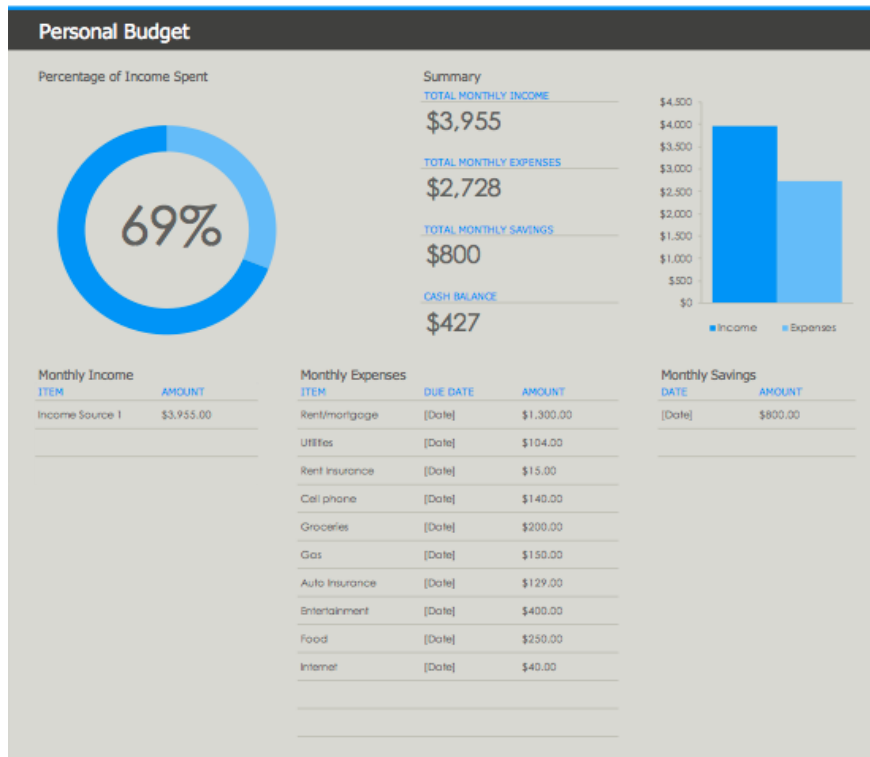 Personal Budget
Percentage of Income Spent
69%
Summary
TOTAL MONTHLY INCOME
$3,955
TOTAL MONTHLY EXPENSES
$2,728
TOTAL MONTHLY SAVINGS
$800
CASH BALANCE
$427
$4,500
$4,000
$3,500
$3,000
$2,500
$2,000
$1,500
$1,000
$500
$0
Income Expenses
Monthly Income
ITEM AMOUNT
Income Source 1 $3,955.00
Monthly Expenses
ITEM DUE DATE AMOUNT
Rent/mortgage [Date] $1,300.00
Utilities [Date] $104.00
Rent Insurance [Date] $15.00
Cell phone [Date] $140.00
Groceries [Date] $200.00
Gas [Date] $150.00
Auto Insurance [Date] $129.00
Entertainment [Date] $400.00
Food [Date] $250.00
Internet [Date] $40.00
Monthly Savings
DATE AMOUNT
[Date] $800.00